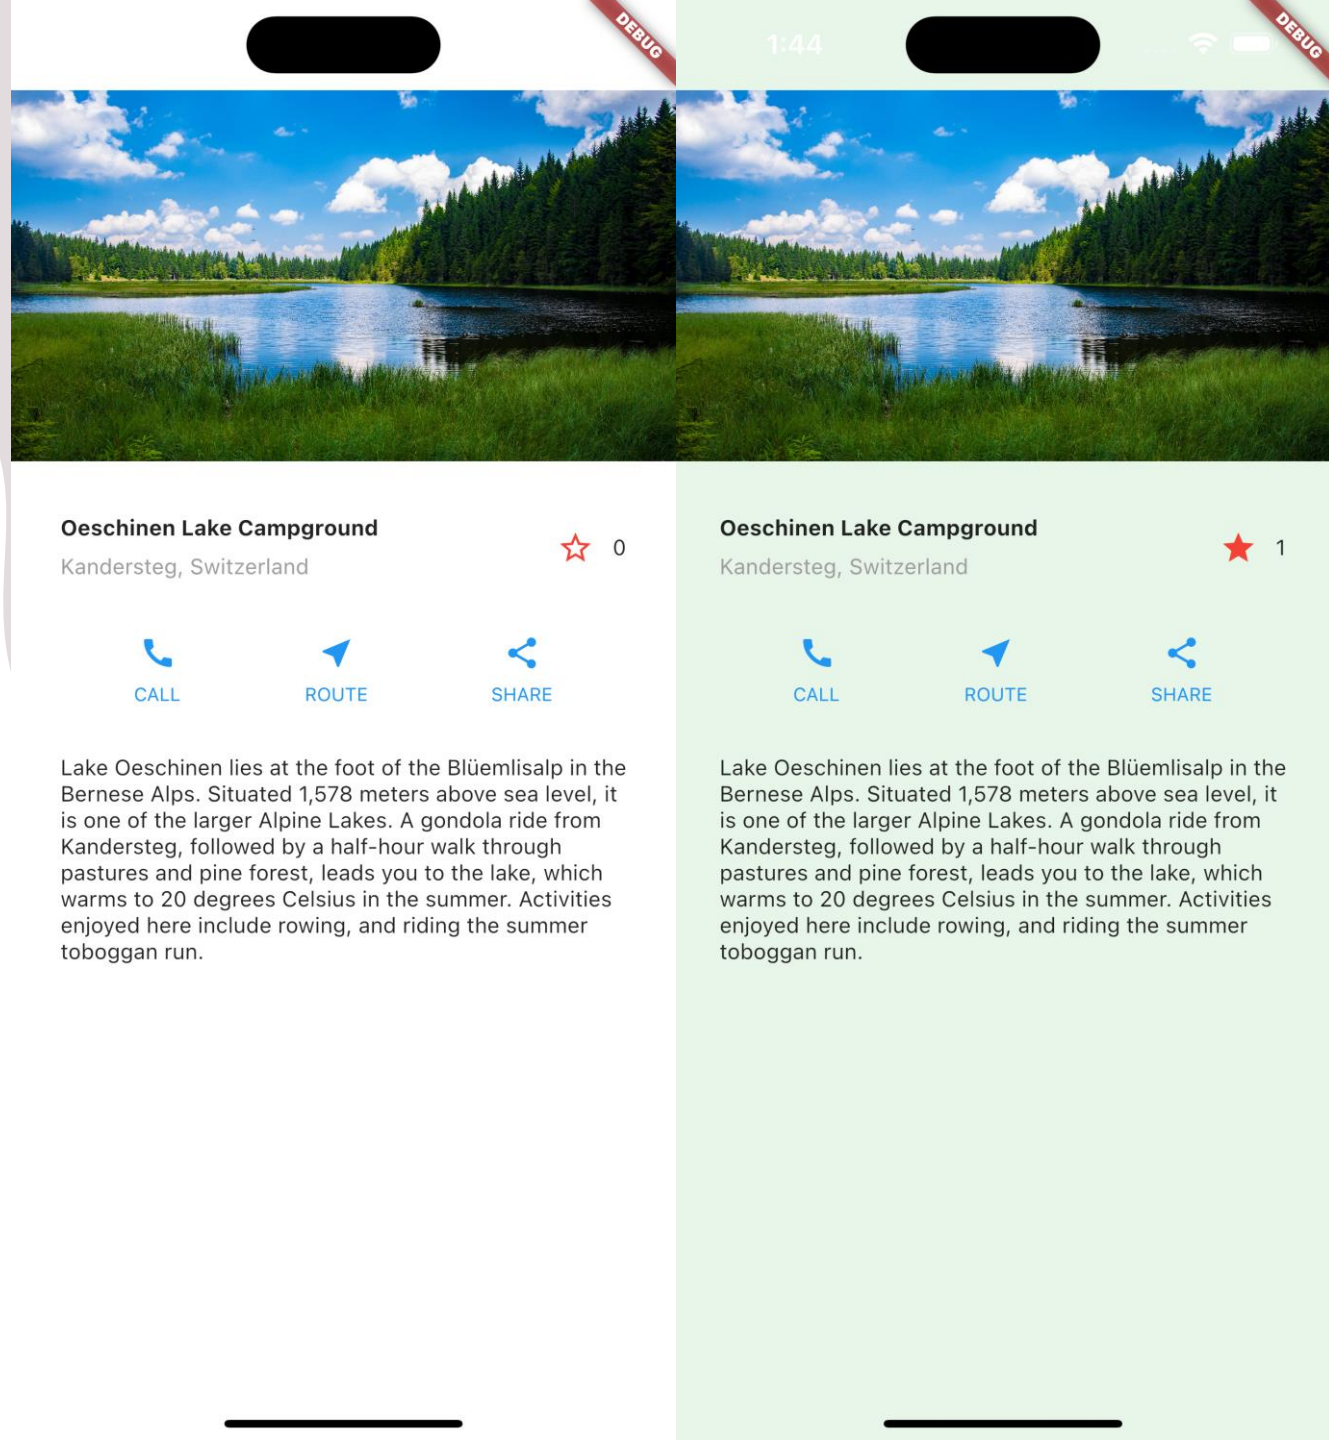 DEBUG
Oeschinen Lake Campground
Kandersteg, Switzerland
0
CALL
ROUTE
SHARE
Lake Oeschinen lies at the foot of the Blüemlisalp in the
Bernese Alps. Situated 1,578 meters above sea level, it
is one of the larger Alpine Lakes. A gondola ride from
Kandersteg, followed by a half-hour walk through
pastures and pine forest, leads you to the lake, which
warms to 20 degrees Celsius in the summer. Activities
enjoyed here include rowing, and riding the summer
toboggan run.
1:44
DEBUG
Oeschinen Lake Campground
Kandersteg, Switzerland
1
CALL
ROUTE
SHARE
Lake Oeschinen lies at the foot of the Blüemlisalp in the
Bernese Alps. Situated 1,578 meters above sea level, it
is one of the larger Alpine Lakes. A gondola ride from
Kandersteg, followed by a half-hour walk through
pastures and pine forest, leads you to the lake, which
warms to 20 degrees Celsius in the summer. Activities
enjoyed here include rowing, and riding the summer
toboggan run.